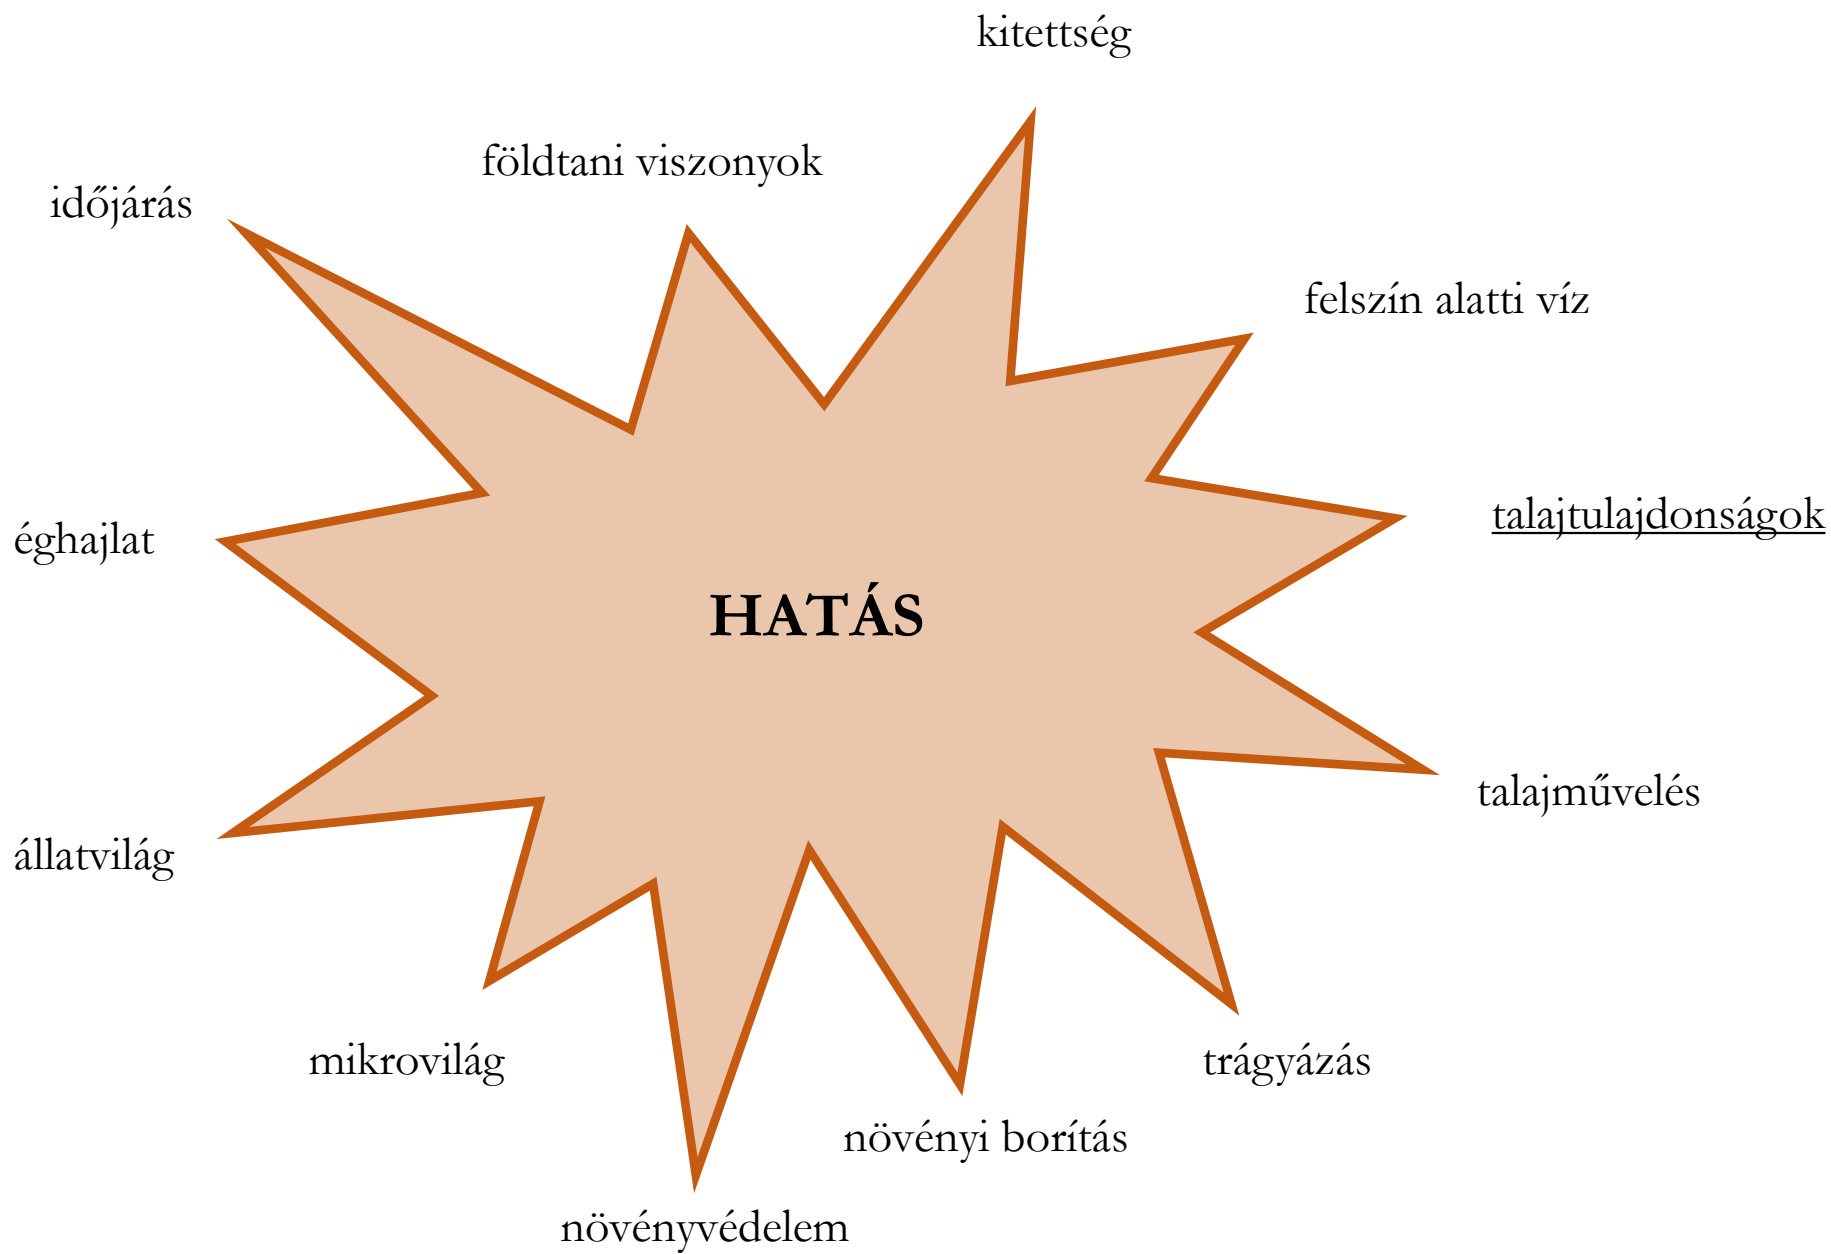 kitettség
földtani viszonyok
időjárás
felszín alatti víz
talajtulajdonságok
éghajlat
HATÁS
talajművelés
állatvilág
mikrovilág
trágyázás
növényi borítás
növényvédelem